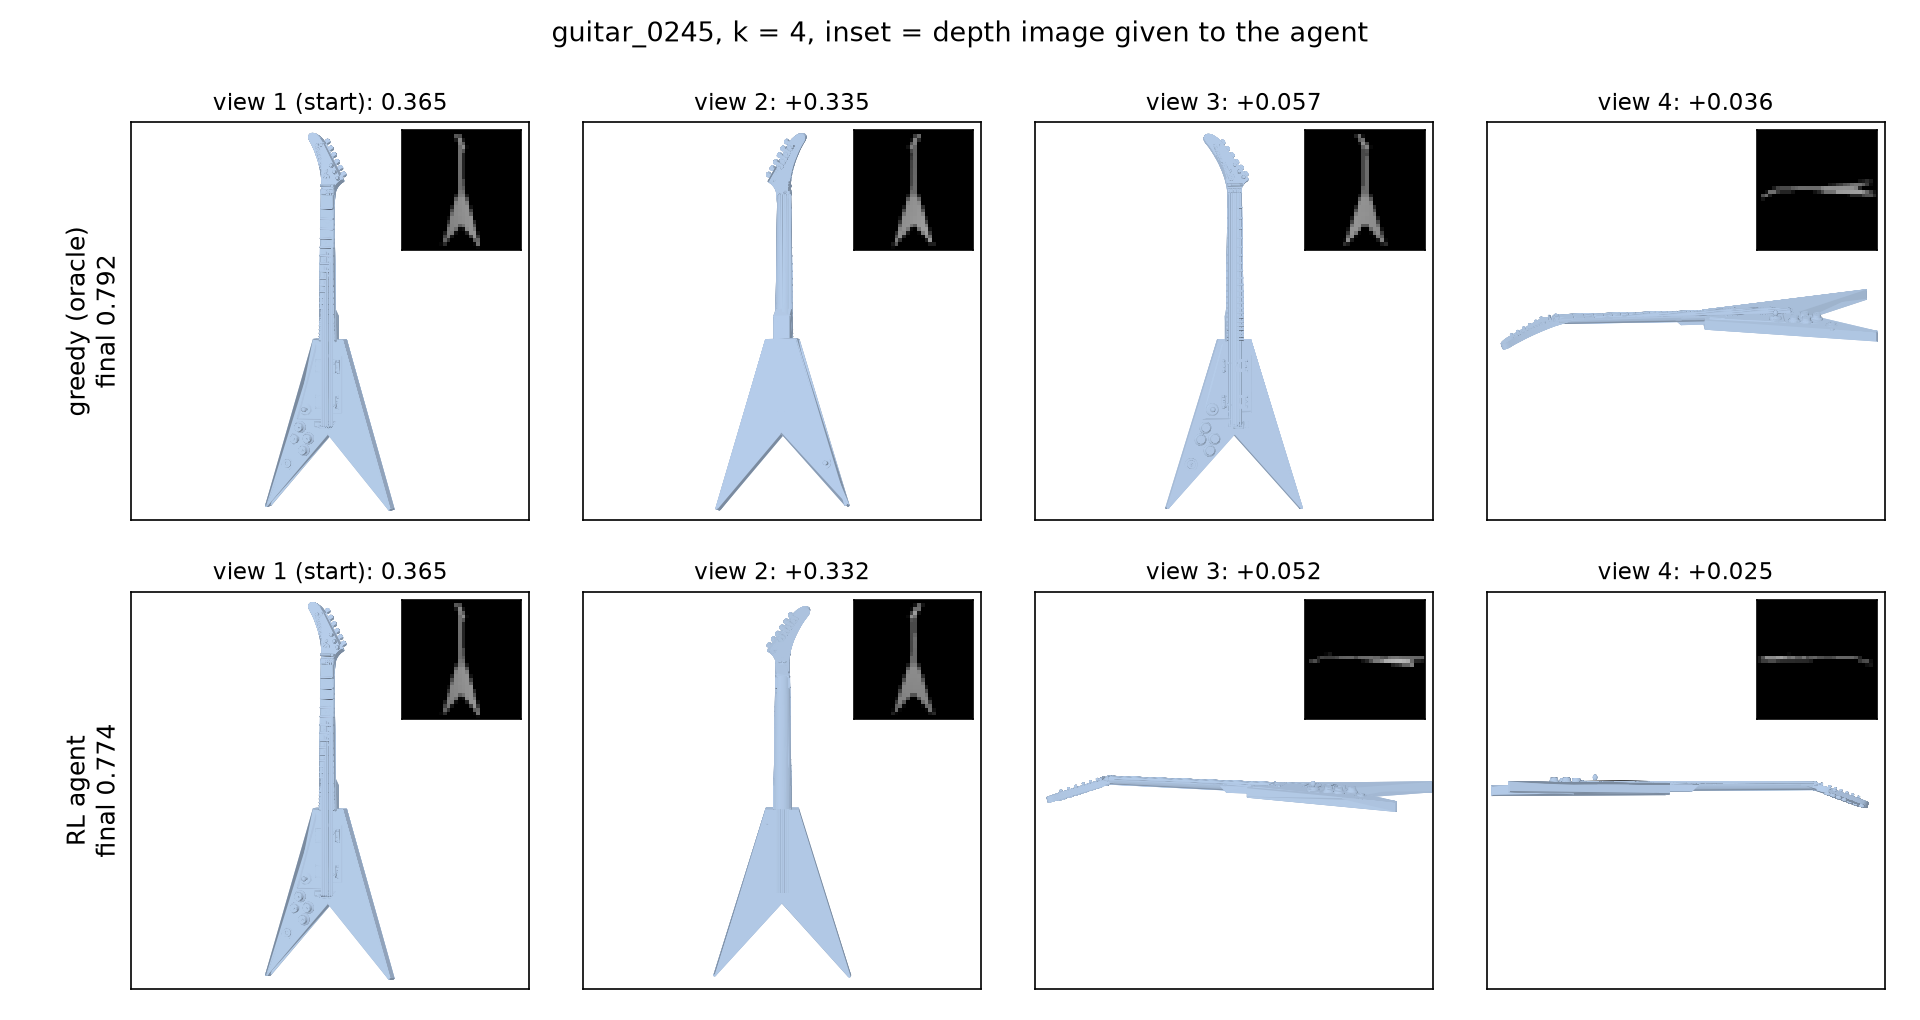 guitar_0245, k = 4, inset = depth image given to the agent
view 1 (start): 0.365
view 2: +0.335
view 3: +0.057
view 4: +0.036
greedy (oracle)
final 0.792
view 1 (start): 0.365
view 2: +0.332
view 3: +0.052
view 4: +0.025
RL agent
final 0.774